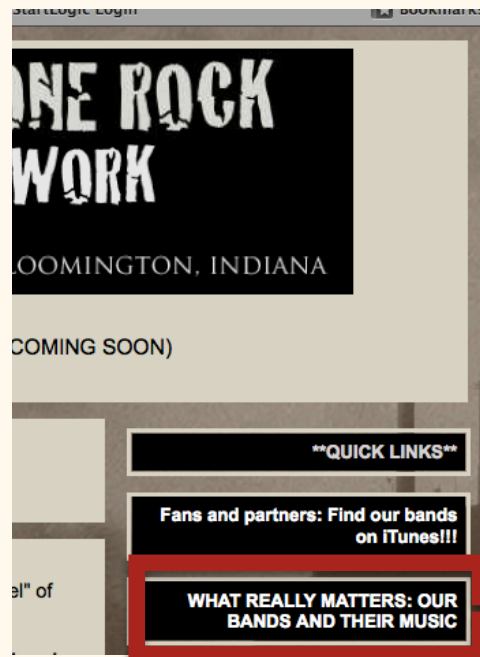 StartLogic Login
Bookmarks
ONE ROCK
WORK
LOOMINGTON, INDIANA
COMING SOON)
**QUICK LINKS**
Fans and partners: Find our bands
on iTunes!!!
el" of
WHAT REALLY MATTERS: OUR
BANDS AND THEIR MUSIC